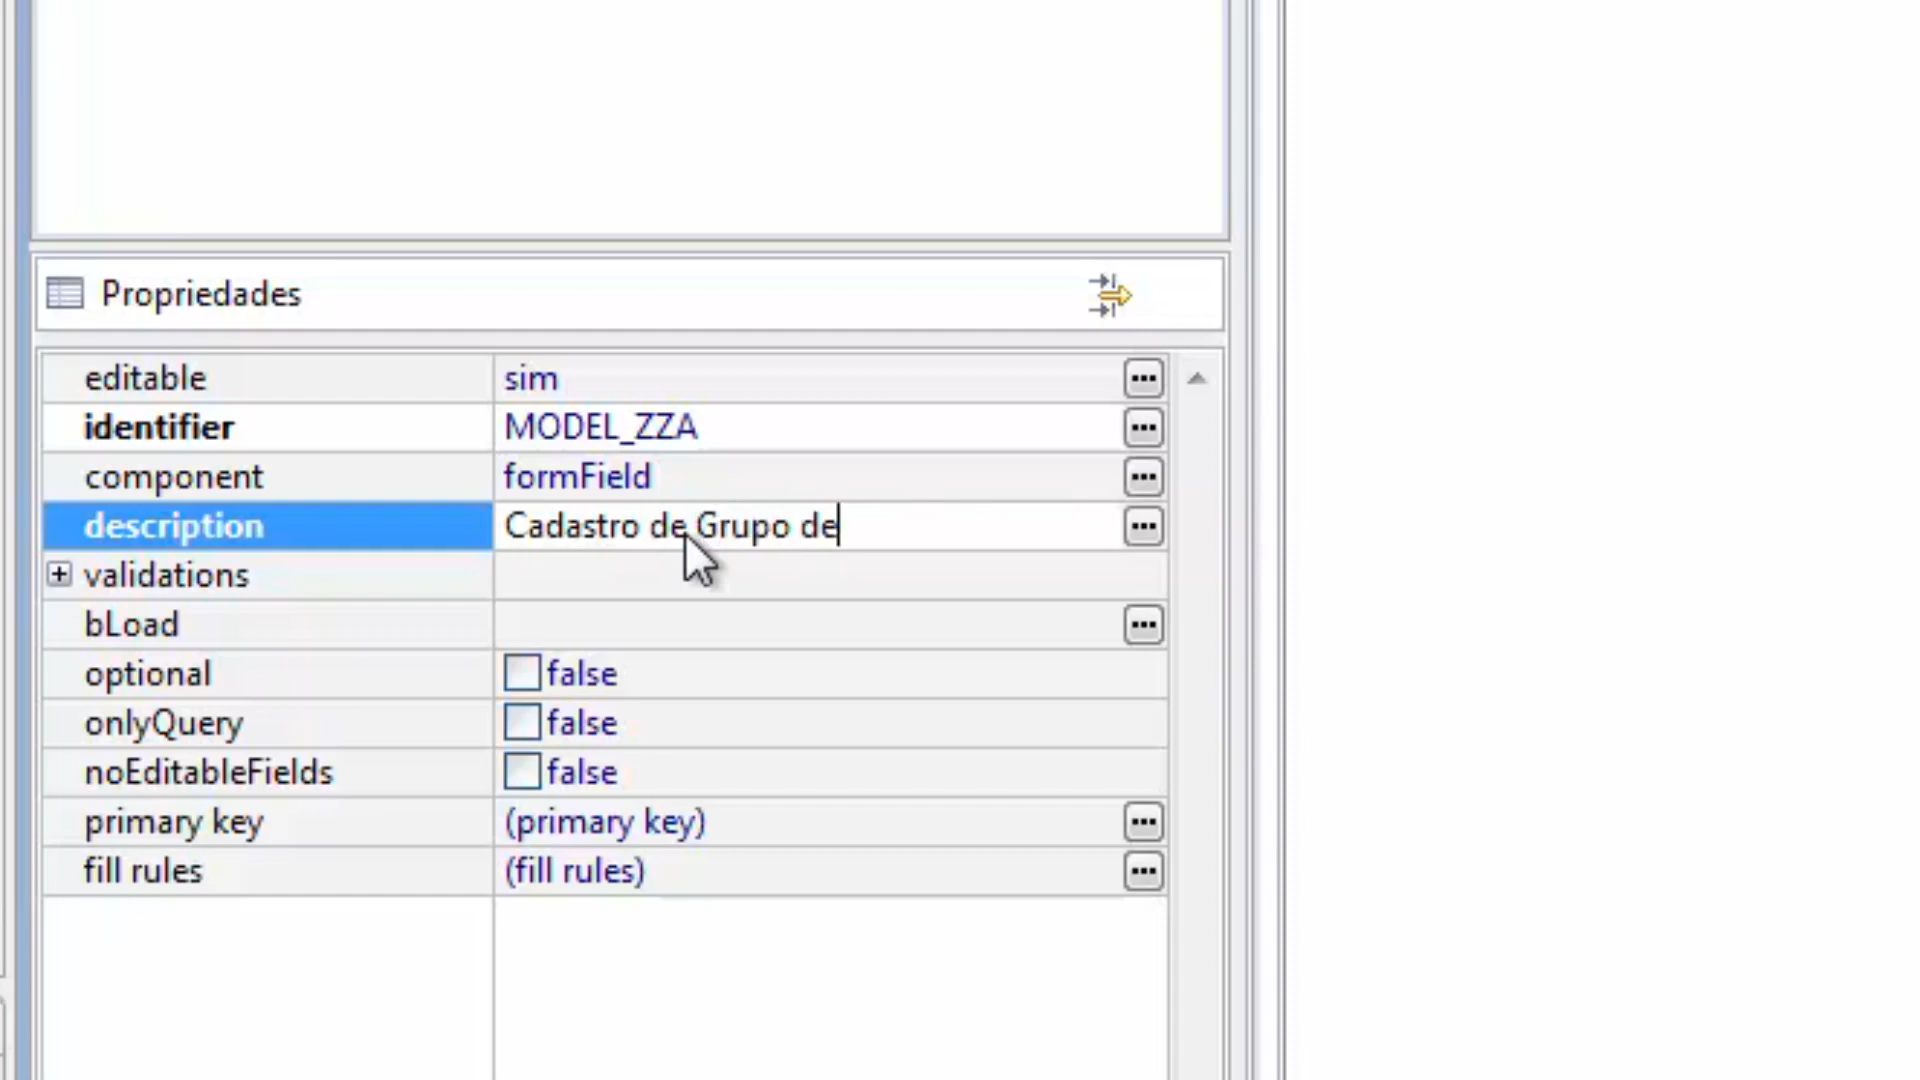 Propriedades
editable sim
identifier MODEL_ZZA
component formField
description Cadastro de Grupo de
validations
bLoad
optional false
onlyQuery false
noEditableFields false
primary key (primary key)
fill rules (fill rules)